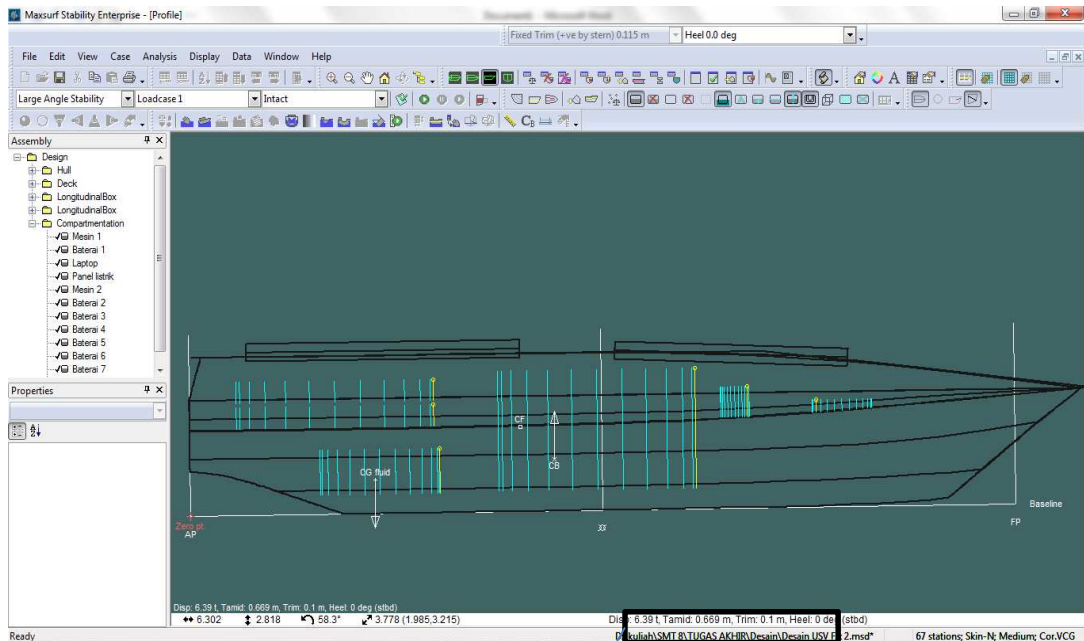 Maxsurf Stability Enterprise - [Profile]
Fixed Trim (+ve by stern) 0.115 m Heel 0.0 deg
File Edit View Case Analysis Display Data Window Help
Large Angle Stability Loadcase 1 Intact
Assembly
Design
Hull
Deck
LongitudinalBox
LongitudinalBox
Compartmentation
Mesin 1
Baterai 1
Laptop
Panel listrik
Mesin 2
Baterai 2
Baterai 3
Baterai 4
Baterai 5
Baterai 6
Baterai 7
Properties
CF
CB
CG fluid
Baseline
Zero pt.
AP
FP
Disp: 6.39 t, Tamid: 0.669 m, Trim: 0.1 m, Heel: 0 deg (stbd)
6.302 2.818 58.3° 3.778 (1.985,3.215)
6.39 t, Tamid: 0.669 m, Trim: 0.1 m, Heel: 0 deg (stbd)
Ready
kuliah\SMT 8\TUGAS AKHIR\Desain\Desain USV 2.msd* 67 stations; Skin-N; Medium; Cor.VCG